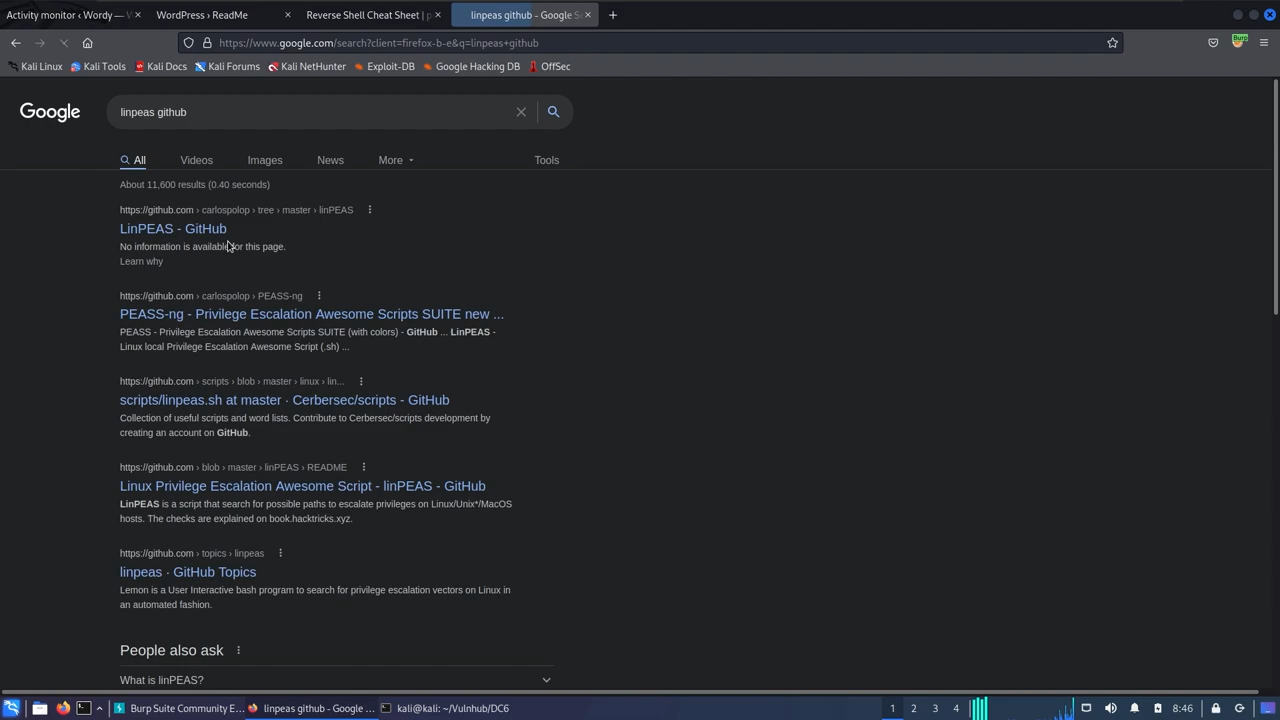 Activity monitor ‹ Wordy — W
WordPress › ReadMe
Reverse Shell Cheat Sheet | p
linpeas github - Google Se
https://www.google.com/search?client=firefox-b-e&q=linpeas+github
Burp
Kali Linux
Kali Tools
Kali Docs
Kali Forums
Kali NetHunter
Exploit-DB
Google Hacking DB
OffSec
Google
linpeas github
All
Videos
Images
News
More
Tools
About 11,600 results (0.40 seconds)
https://github.com › carlospolop › tree › master › linPEAS
LinPEAS - GitHub
No information is available for this page.
Learn why
https://github.com › carlospolop › PEASS-ng
PEASS-ng - Privilege Escalation Awesome Scripts SUITE new ...
PEASS - Privilege Escalation Awesome Scripts SUITE (with colors) - GitHub ... LinPEAS -
Linux local Privilege Escalation Awesome Script (.sh) ...
https://github.com › scripts › blob › master › linux › lin...
scripts/linpeas.sh at master · Cerbersec/scripts - GitHub
Collection of useful scripts and word lists. Contribute to Cerbersec/scripts development by
creating an account on GitHub.
https://github.com › blob › master › linPEAS › README
Linux Privilege Escalation Awesome Script - linPEAS - GitHub
LinPEAS is a script that search for possible paths to escalate privileges on Linux/Unix*/MacOS
hosts. The checks are explained on book.hacktricks.xyz.
https://github.com › topics › linpeas
linpeas · GitHub Topics
Lemon is a User Interactive bash program to search for privilege escalation vectors on Linux in
an automated fashion.
People also ask
What is linPEAS?
Burp Suite Community E...
linpeas github - Google ...
kali@kali: ~/Vulnhub/DC6
1
2
3
4
8:46